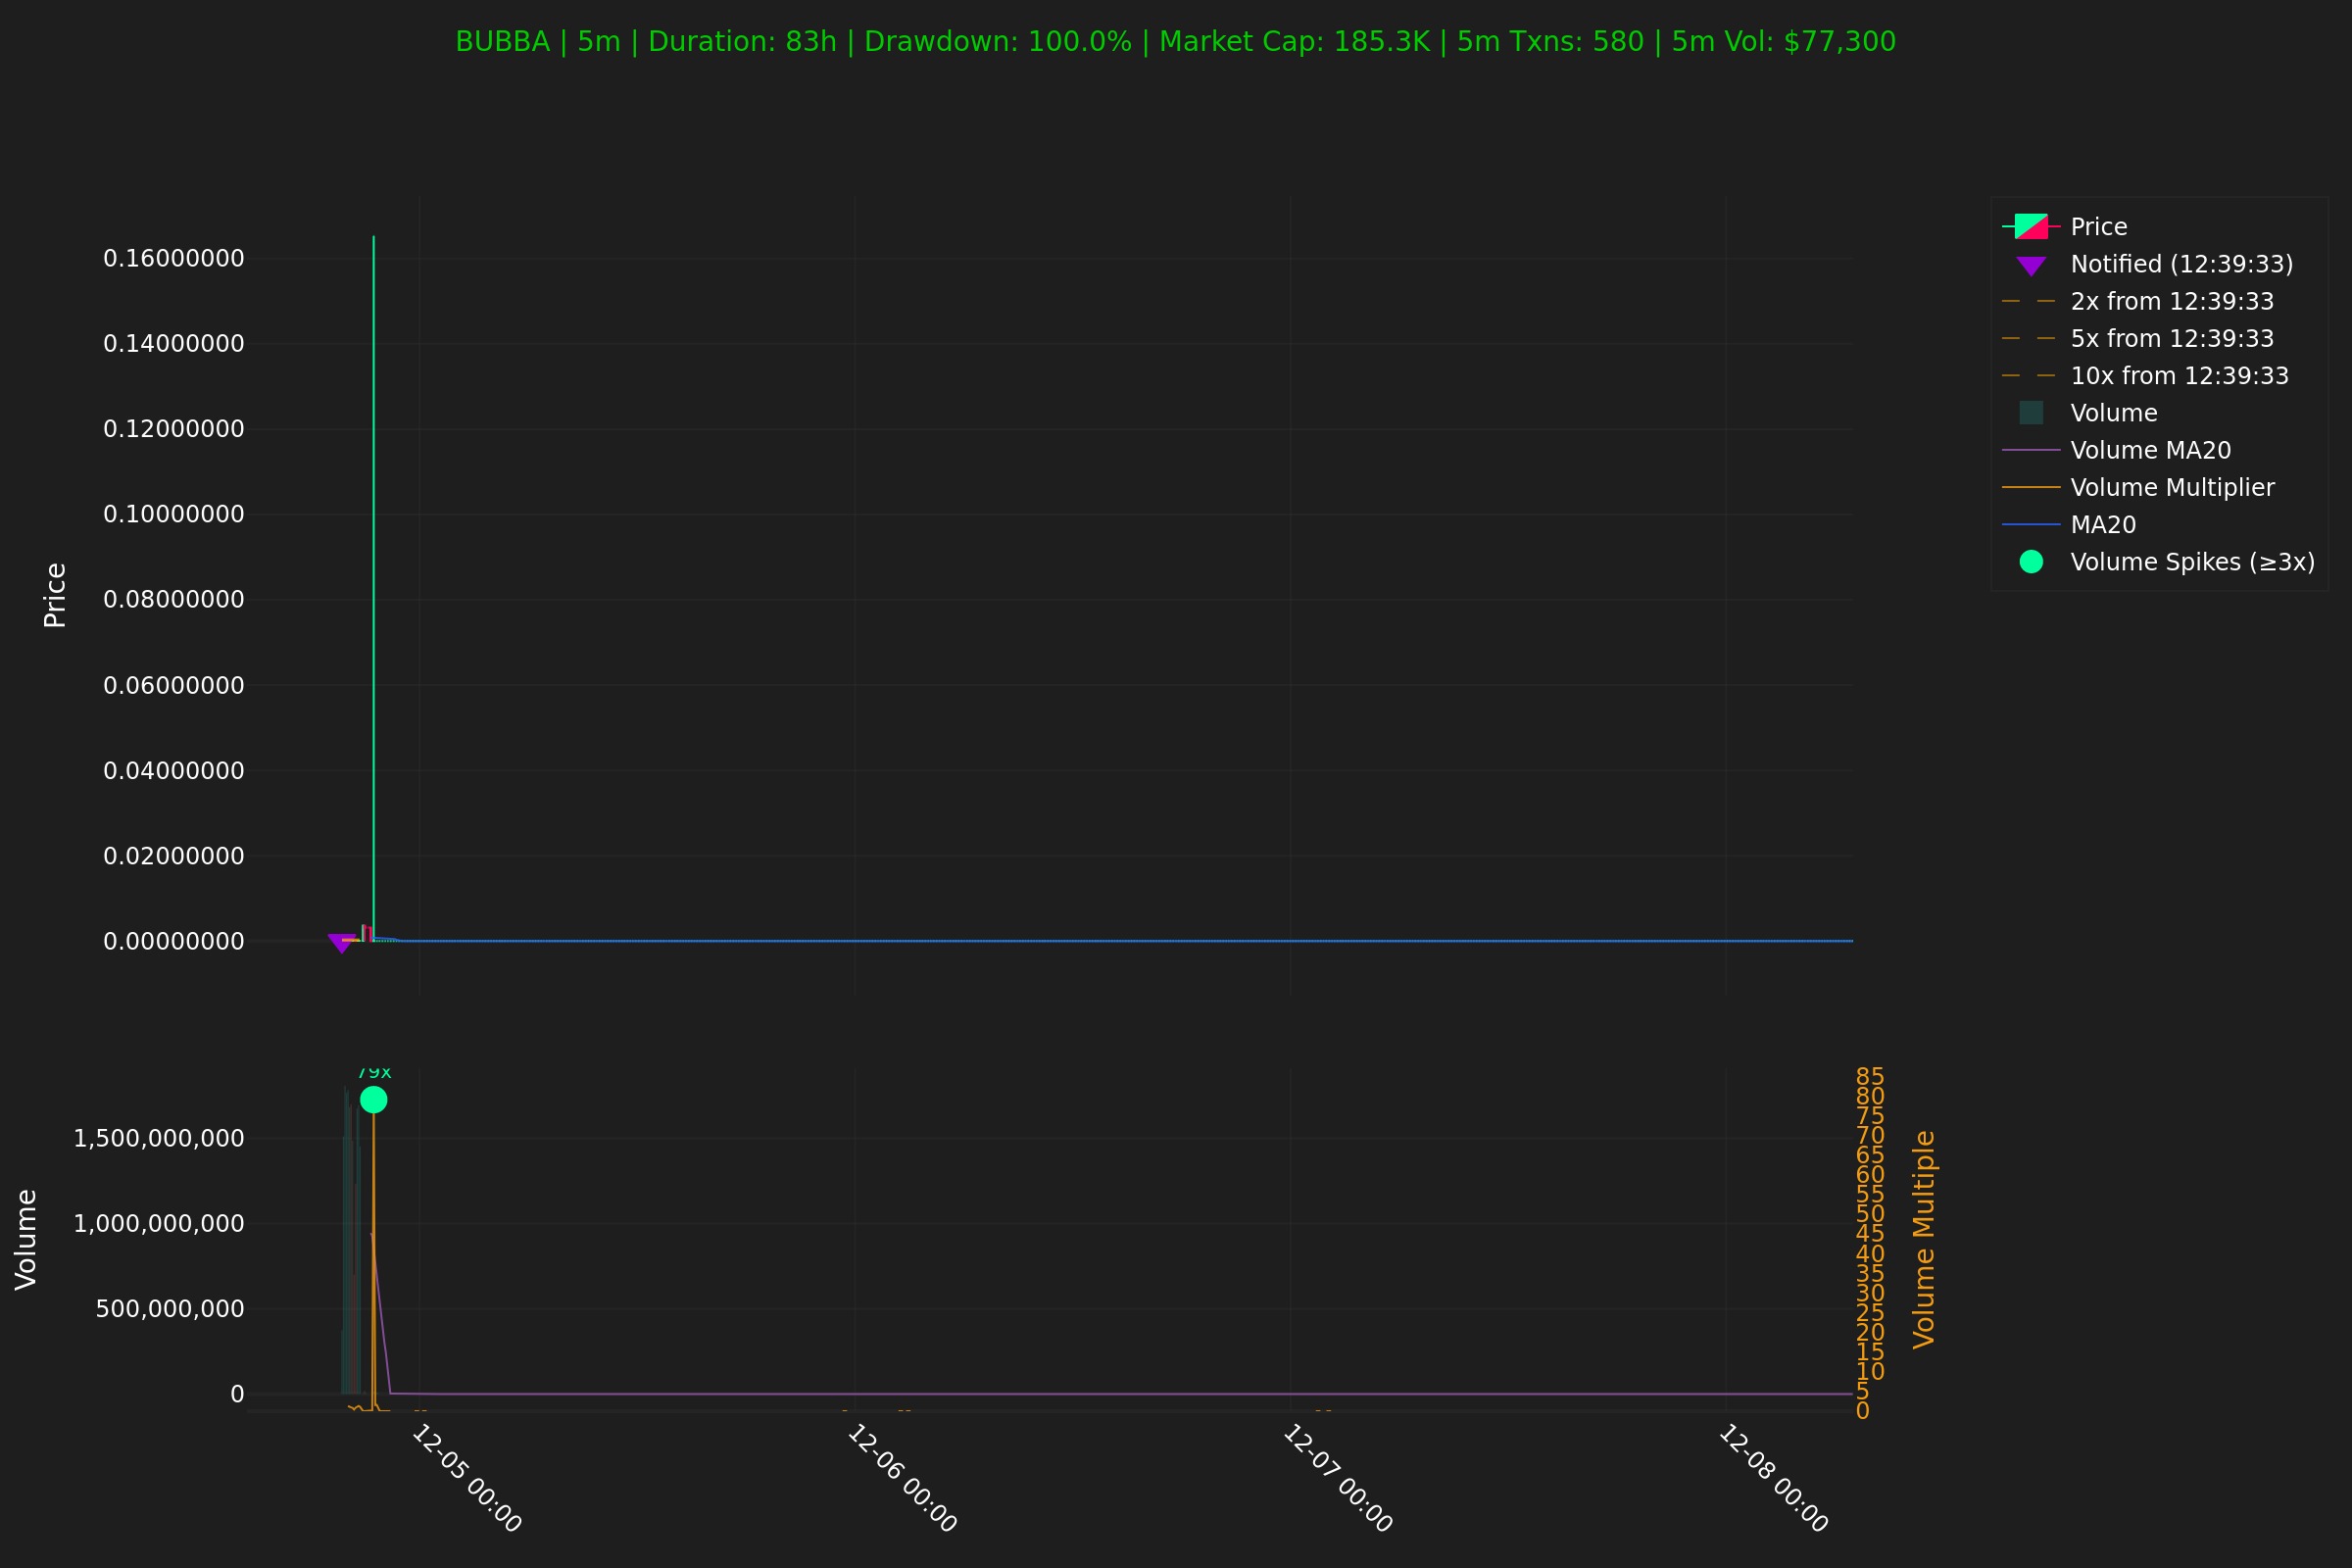 BUBBA | 5m | Duration: 83h | Drawdown: 100.0% | Market Cap: 185.3K | 5m Txns: 580 | 5m Vol: $77,300
Price
0.16000000
0.14000000
0.12000000
0.10000000
0.08000000
0.06000000
0.04000000
0.02000000
0.00000000
Price
Notified (12:39:33)
2x from 12:39:33
5x from 12:39:33
10x from 12:39:33
Volume
Volume MA20
Volume Multiplier
MA20
Volume Spikes (≥3x)
79x
Volume
1,500,000,000
1,000,000,000
500,000,000
0
85
80
75
70
65
60
55
50
45
40
35
30
25
20
15
10
5
0
Volume Multiple
12-05 00:00
12-06 00:00
12-07 00:00
12-08 00:00